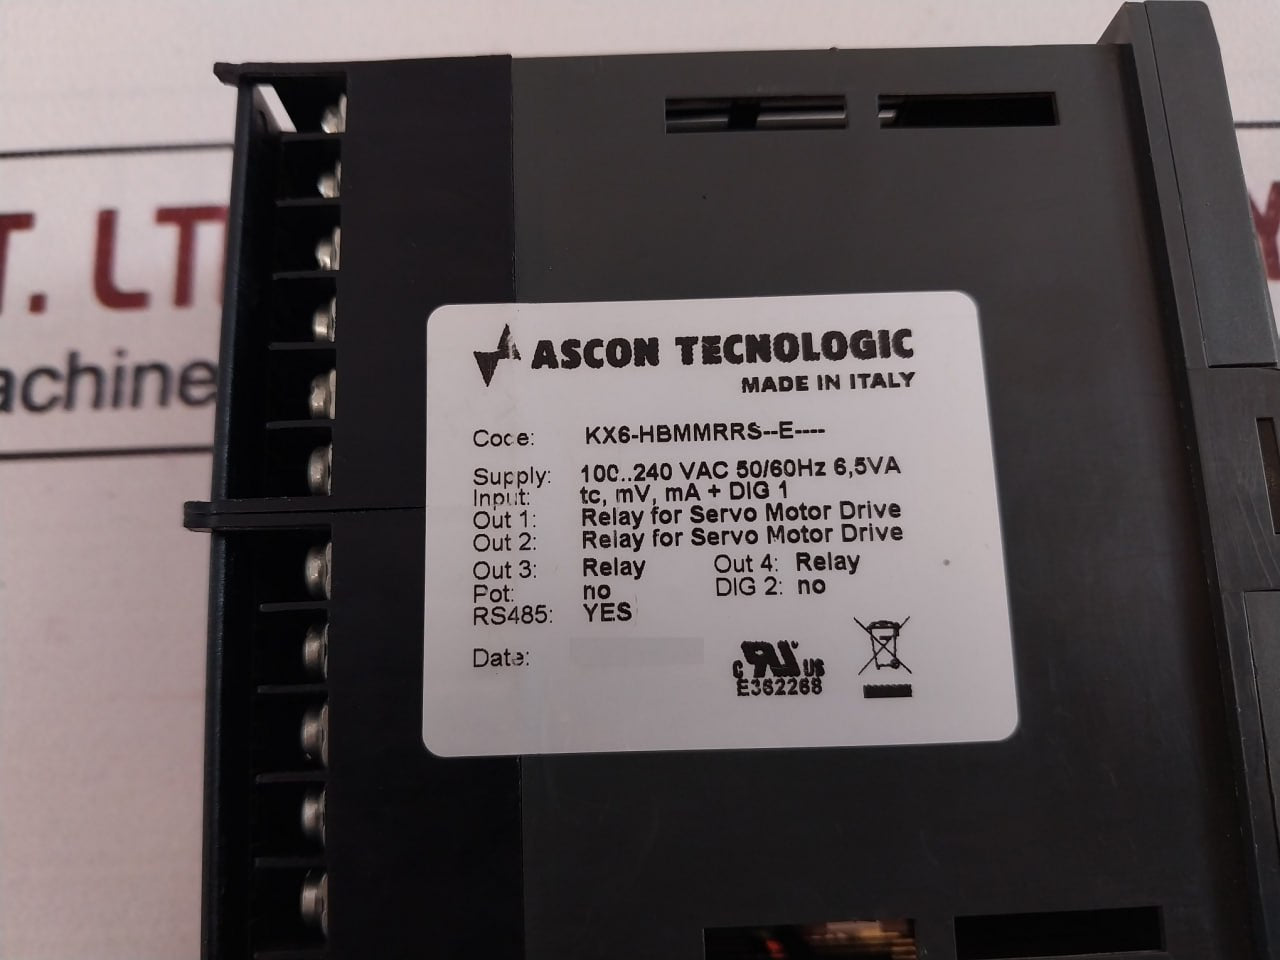 T. LT
achine
Y
ASCON TECNOLOGIC
MADE IN ITALY
Code: KX6-HBMMRRS--E----
Supply: 100..240 VAC 50/60Hz 6,5VA
Input: tc, mV, mA + DIG 1
Out 1: Relay for Servo Motor Drive
Out 2: Relay for Servo Motor Drive
Out 3: Relay Out 4: Relay
Pot: no DIG 2: no
RS485: YES
Date:
c RU US
E362268